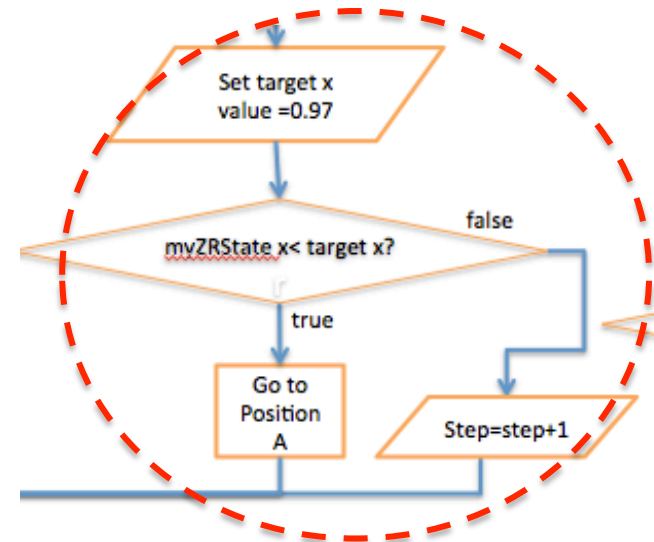 Set target x
value =0.97
false
myZRState x< target x?
r
true
Go to
Position
A
Step=step+1